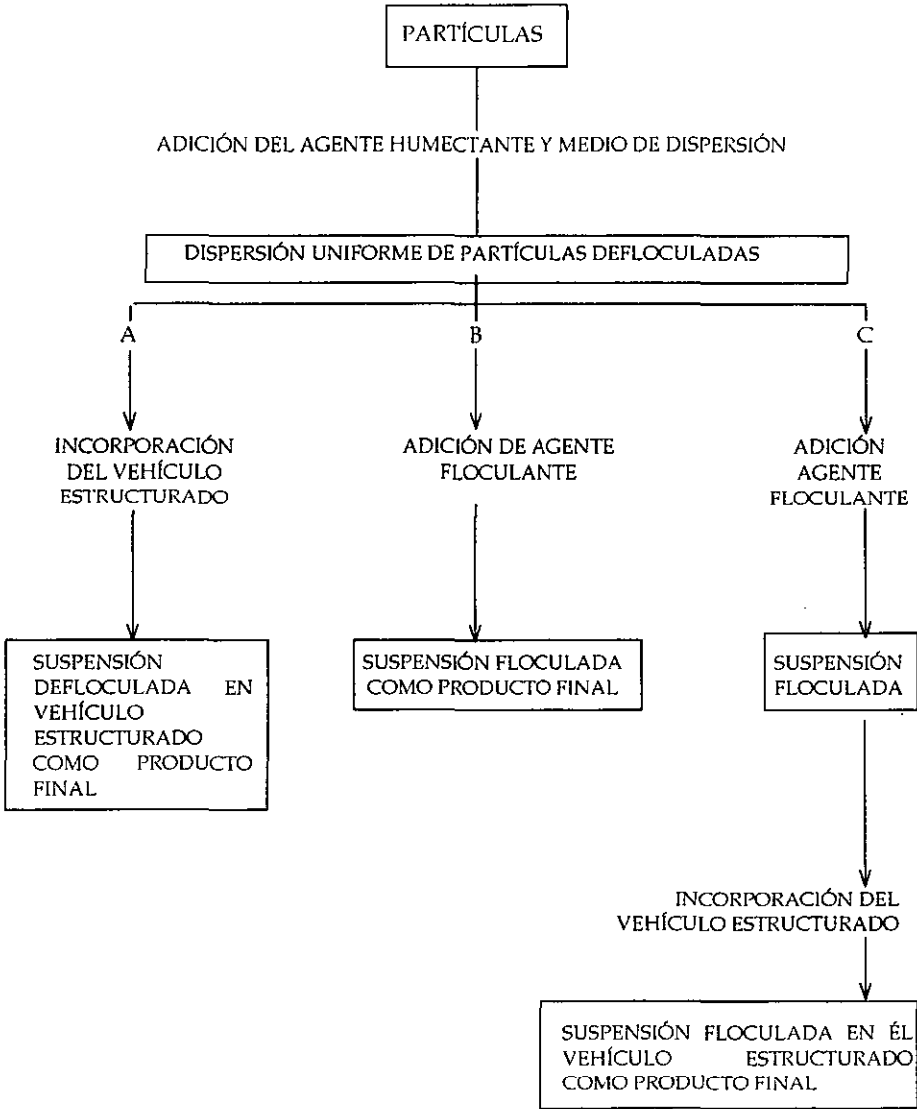 PARTÍCULAS
ADICIÓN DEL AGENTE HUMECTANTE Y MEDIO DE DISPERSIÓN
DISPERSIÓN UNIFORME DE PARTÍCULAS DEFLOCULADAS
A
INCORPORACIÓN
DEL VEHÍCULO
ESTRUCTURADO
SUSPENSIÓN
DEFLOCULADA EN
VEHÍCULO
ESTRUCTURADO
COMO PRODUCTO
FINAL
B
ADICIÓN DE AGENTE
FLOCULANTE
SUSPENSIÓN FLOCULADA
COMO PRODUCTO FINAL
C
ADICIÓN
AGENTE
FLOCULANTE
SUSPENSIÓN
FLOCULADA
INCORPORACIÓN DEL
VEHÍCULO ESTRUCTURADO
SUSPENSIÓN FLOCULADA EN ÉL
VEHÍCULO ESTRUCTURADO
COMO PRODUCTO FINAL